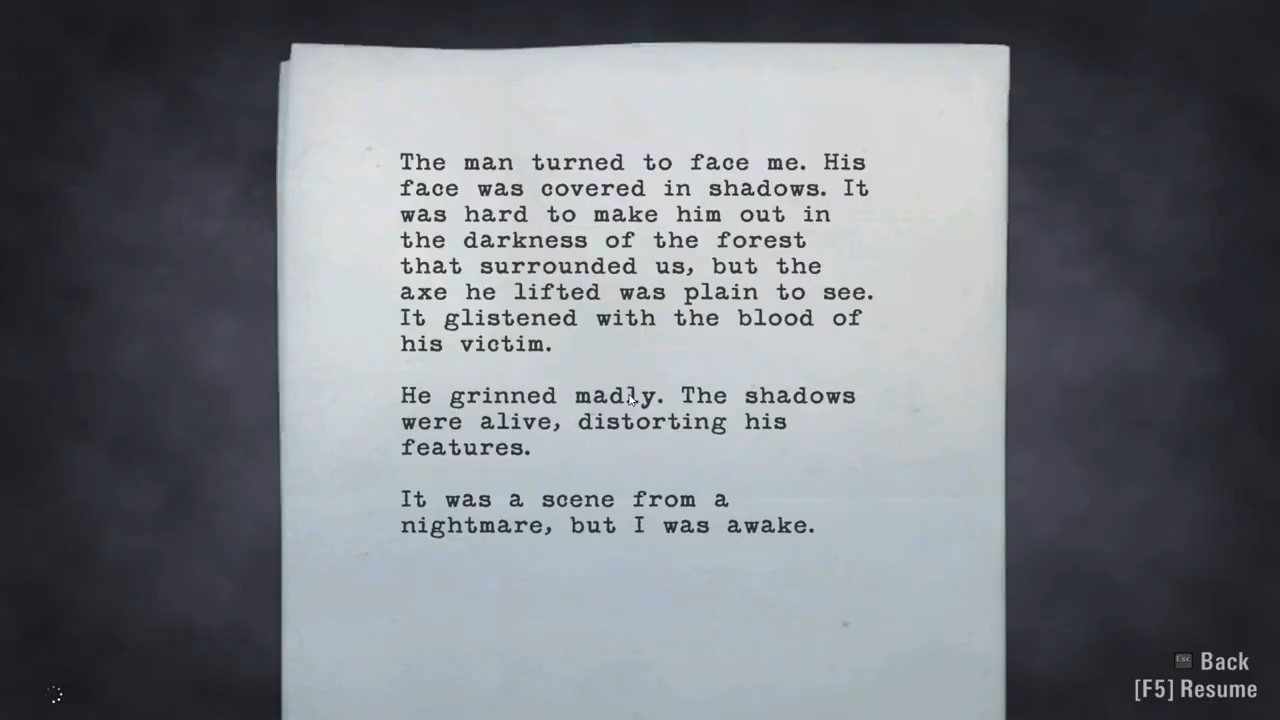 The man turned to face me. His
face was covered in shadows. It
was hard to make him out in
the darkness of the forest
that surrounded us, but the
axe he lifted was plain to see.
It glistened with the blood of
his victim.
He grinned madly. The shadows
were alive, distorting his
features.
It was a scene from a
nightmare, but I was awake.
Esc Back
[F5] Resume